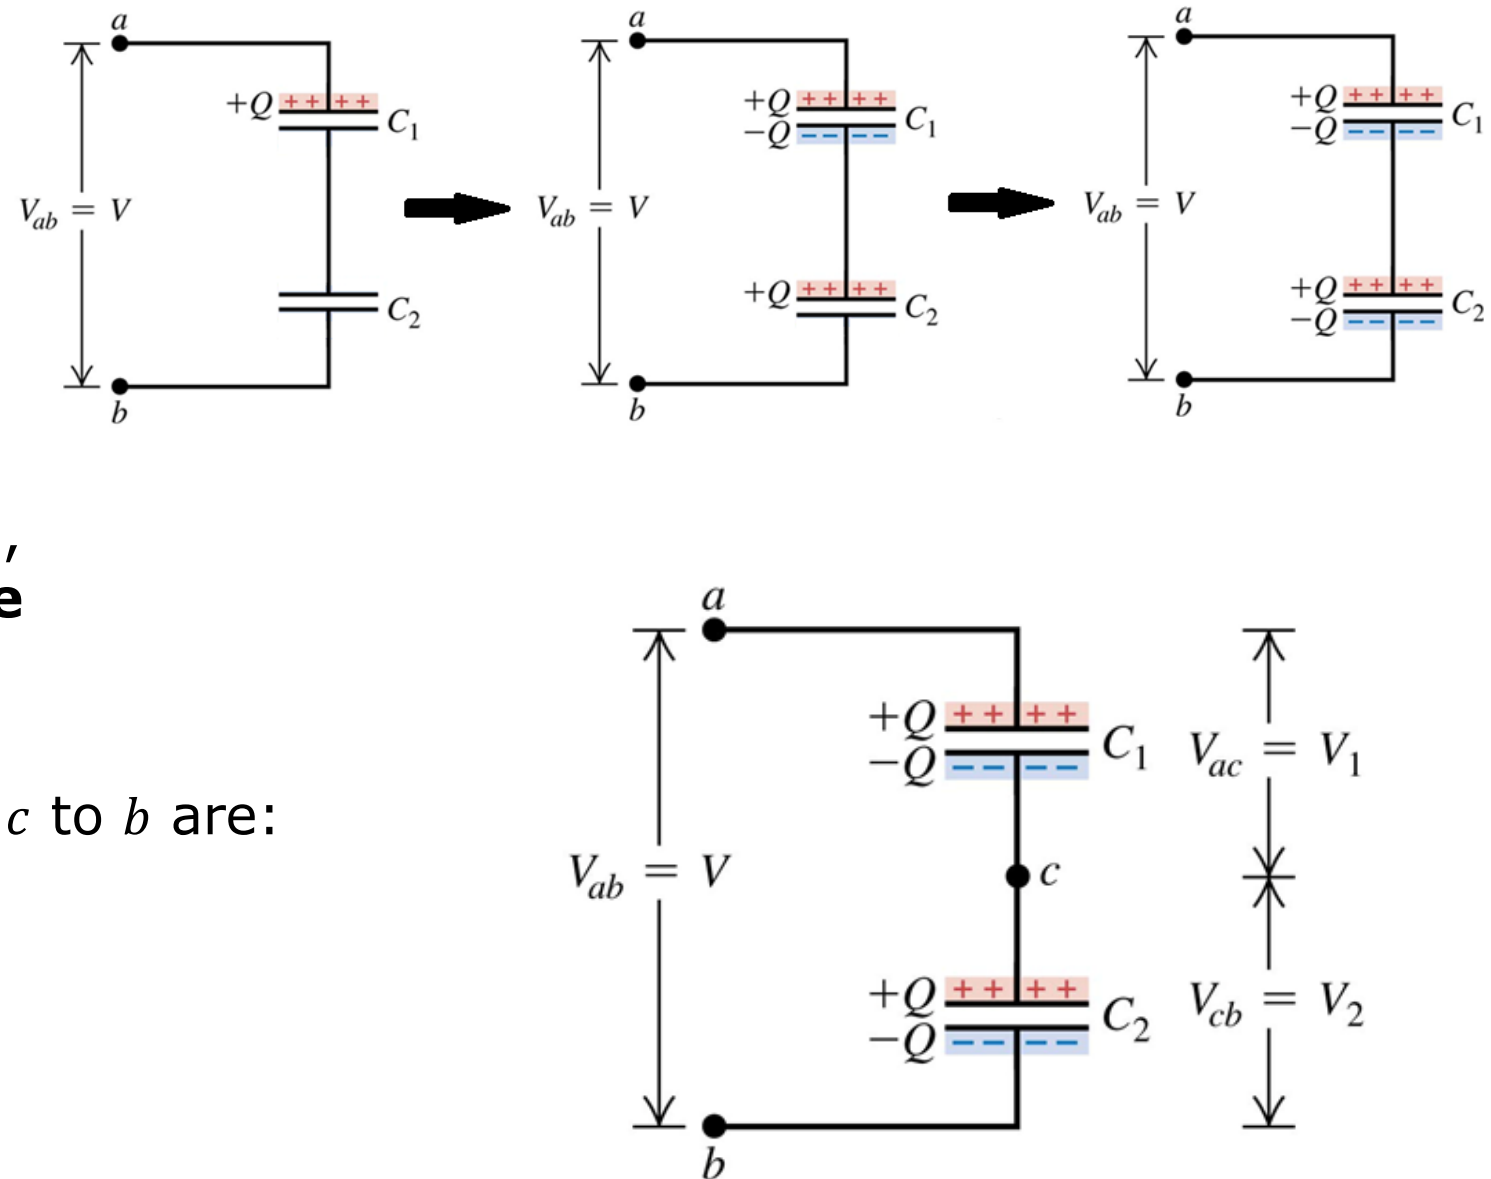 a a a
+Q + + + + C1
+Q + + + + C1
−Q − − − −
+Q + + + + C1
−Q − − − −
Vab = V
Vab = V
Vab = V
C2
+Q + + + + C2
+Q + + + + C2
−Q − − − −
b b b
,
e
a
+Q + + + + C1 Vac = V1
−Q − − − −
c to b are:
Vab = V c
+Q + + + + C2 Vcb = V2
−Q − − − −
b